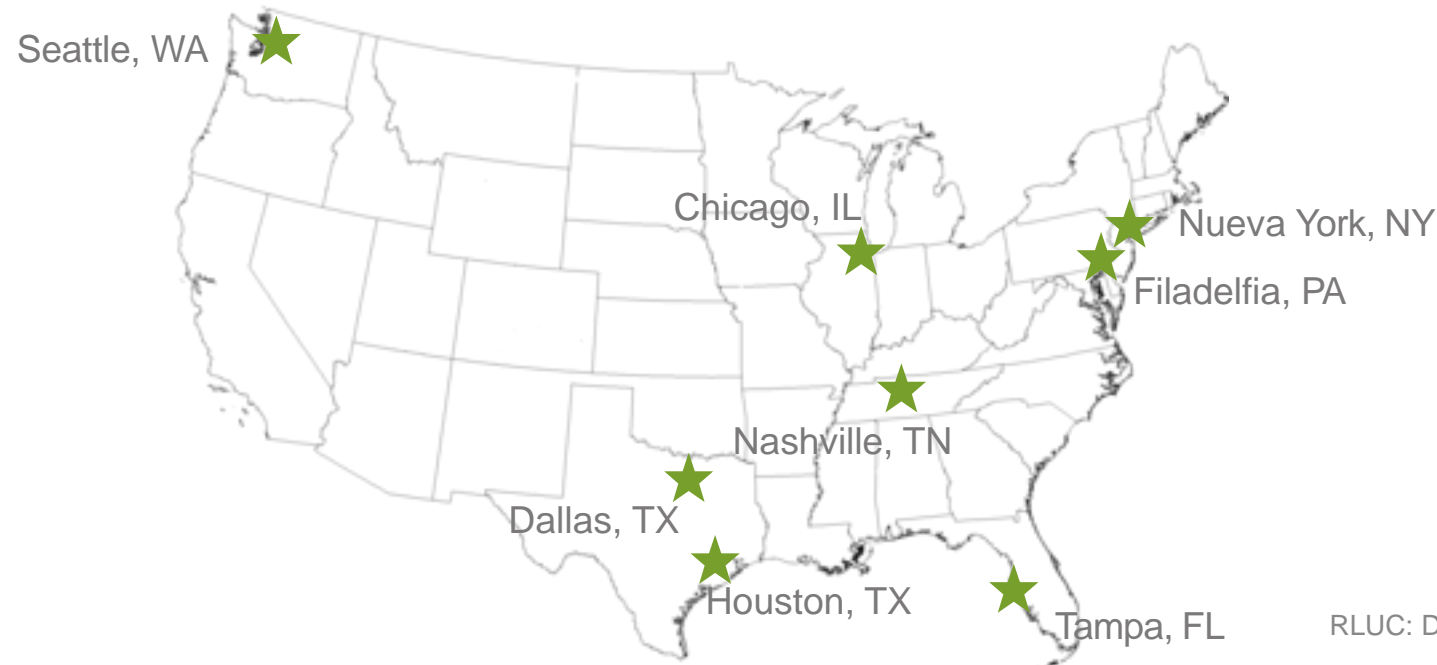 Seattle, WA
Chicago, IL
Nueva York, NY
Filadelfia, PA
Nashville, TN
Dallas, TX
Houston, TX
Tampa, FL
RLUC: D